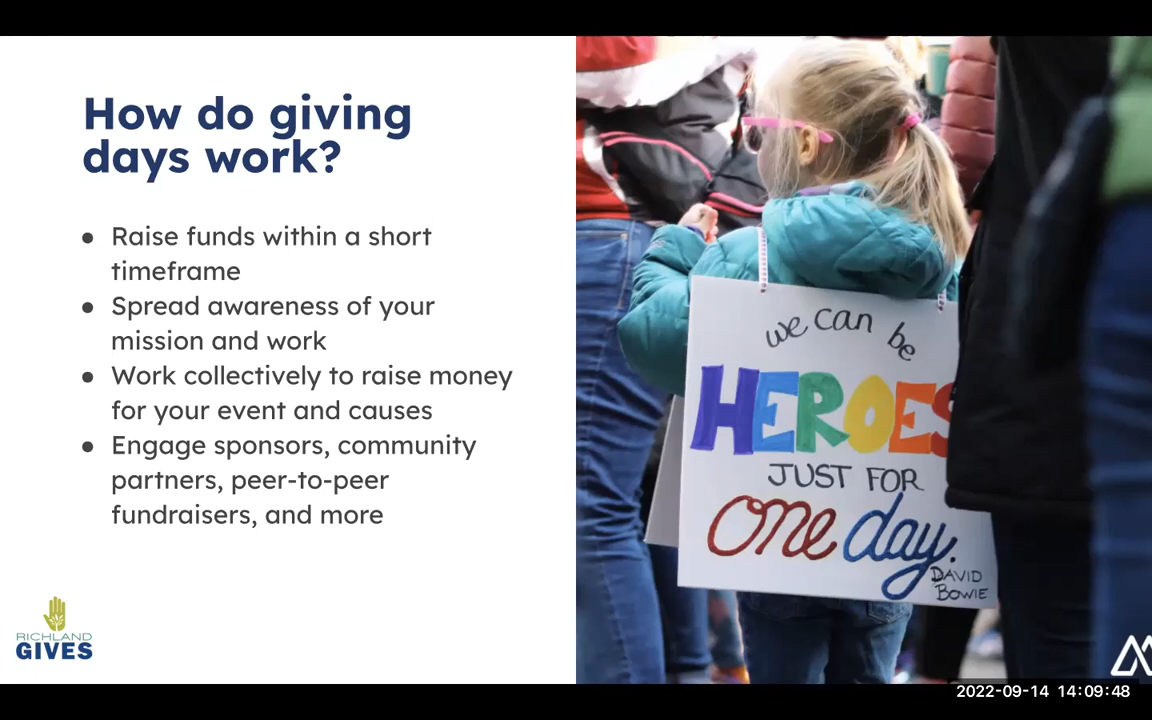 How do giving
days work?
● Raise funds within a short
timeframe
● Spread awareness of your
mission and work
● Work collectively to raise money
for your event and causes
● Engage sponsors, community
partners, peer-to-peer
fundraisers, and more
RICHLAND
GIVES
we can be
HEROES
JUST FOR
one day.
DAVID
BOWIE
2022-09-14 14:09:48